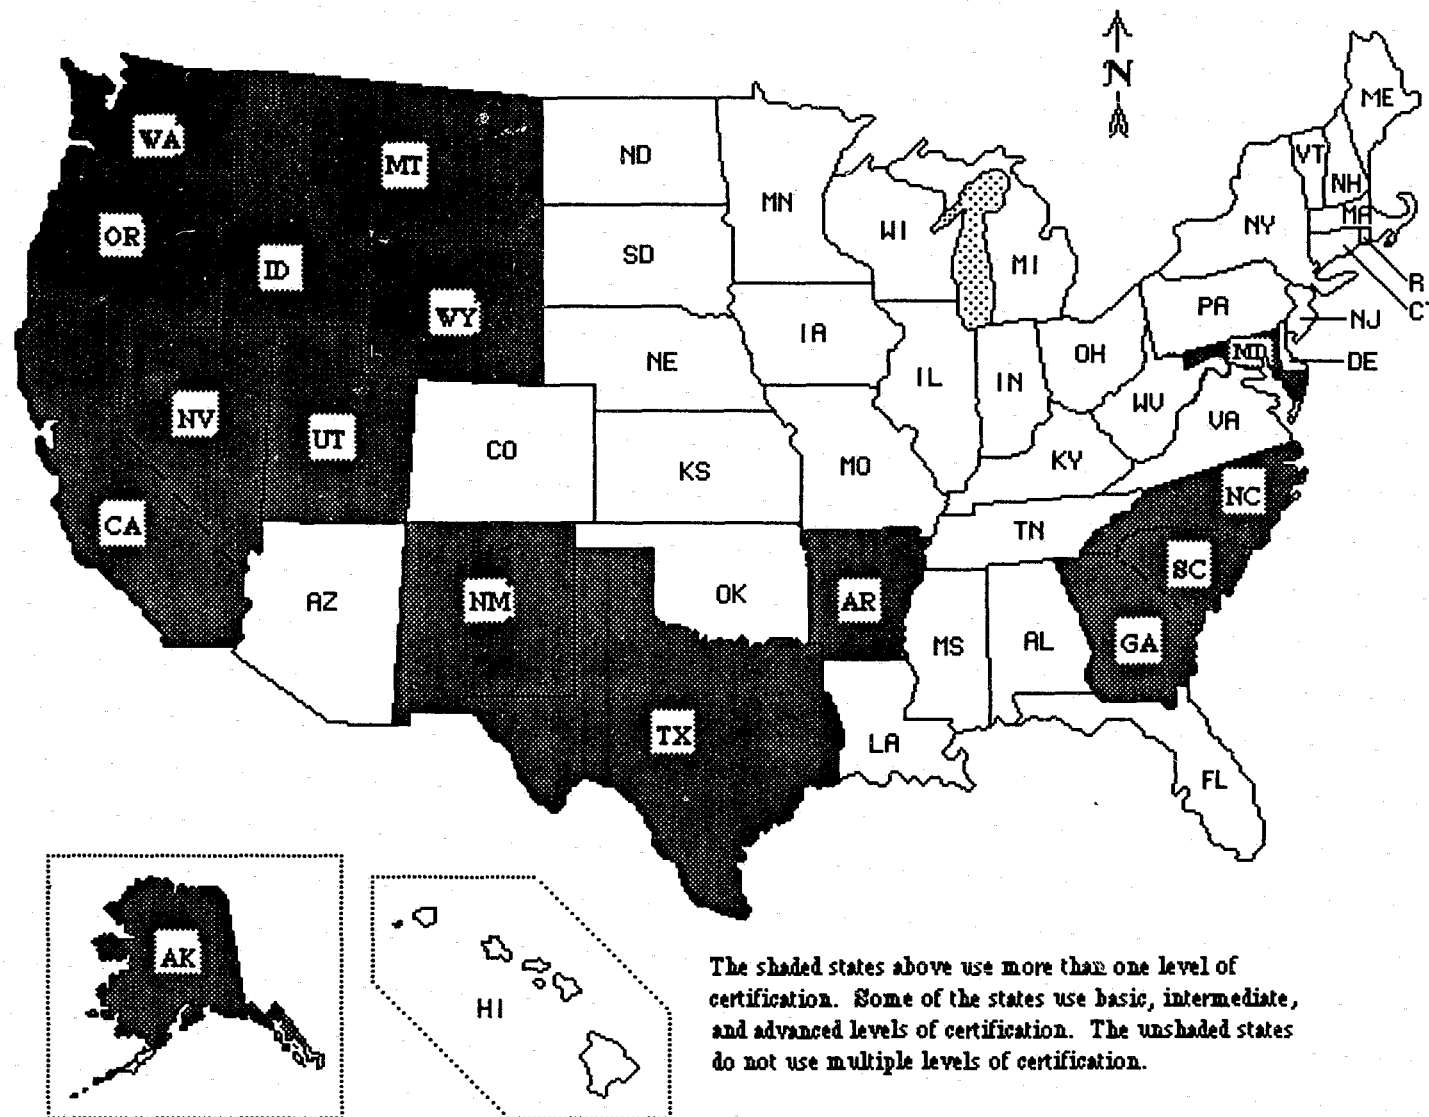 N
ME
WA
MT
ND
VT
NH
MN
MA
OR
WI
NY
SD
ID
MI
R
WY
PA
C
NJ
IA
OH
MD
DE
NE
IL
IN
WV
NV
UT
VA
CO
KS
MO
KY
NC
CA
TN
SC
AZ
NM
OK
AR
MS
AL
GA
TX
LA
FL
AK
HI
The shaded states above use more than one level of
certification. Some of the states use basic, intermediate,
and advanced levels of certification. The unshaded states
do not use multiple levels of certification.